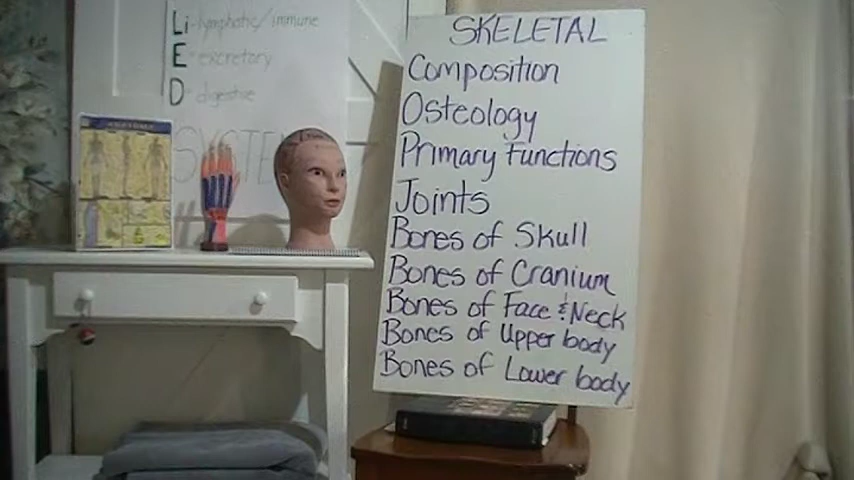 Li-lymphatic/immune
E-excretory
D-digestive
SYSTE
SKELETAL
Composition
Osteology
Primary Functions
Joints
Bones of Skull
Bones of Cranium
Bones of Face & Neck
Bones of Upper body
Bones of Lower body